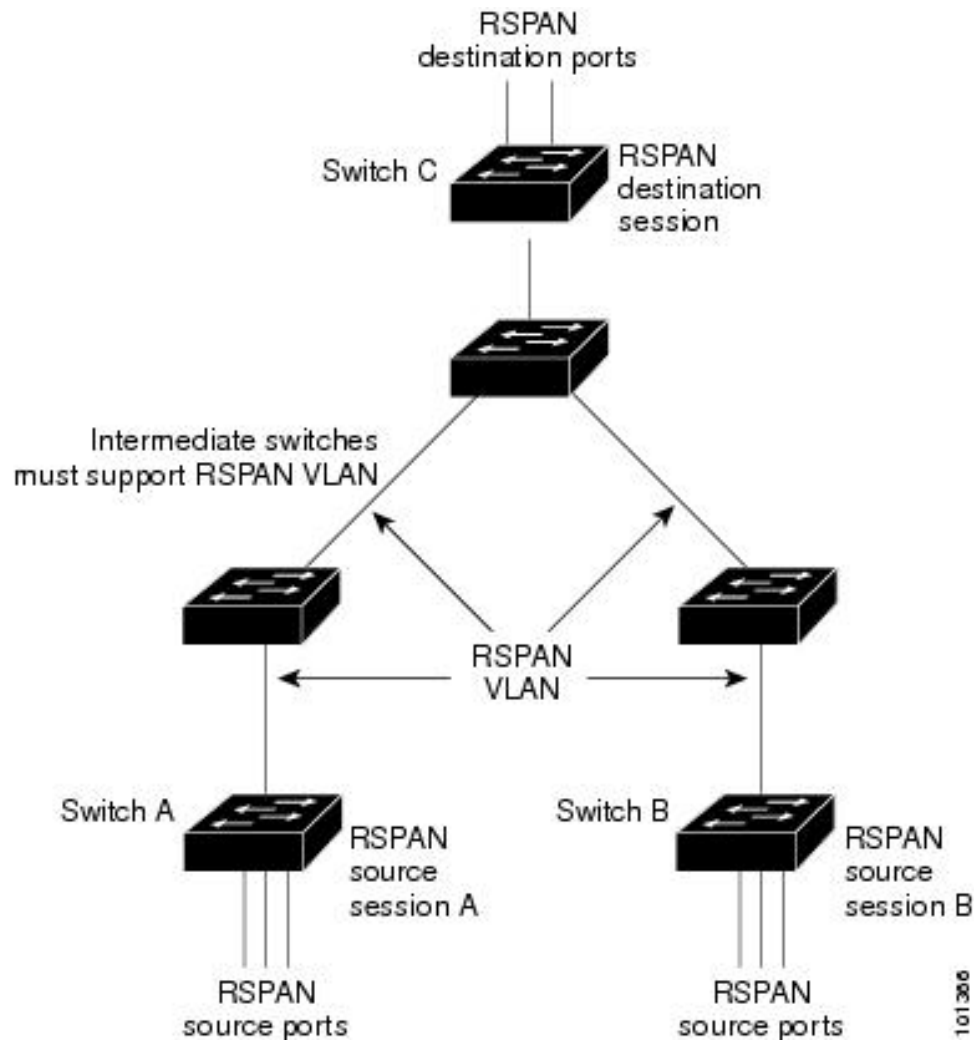 RSPAN
destination ports
Switch C
RSPAN
destination
session
Intermediate switches
must support RSPAN VLAN
RSPAN
VLAN
Switch A
RSPAN
source
session A
Switch B
RSPAN
source
session B
RSPAN
source ports
RSPAN
source ports
101366